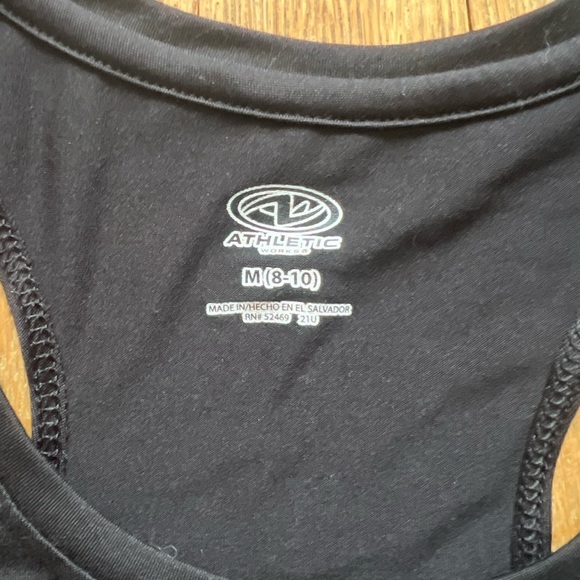 ATHLETIC
WORKS®
M (8-10)
MADE IN/HECHO EN EL SALVADOR
RN# 52469 21U